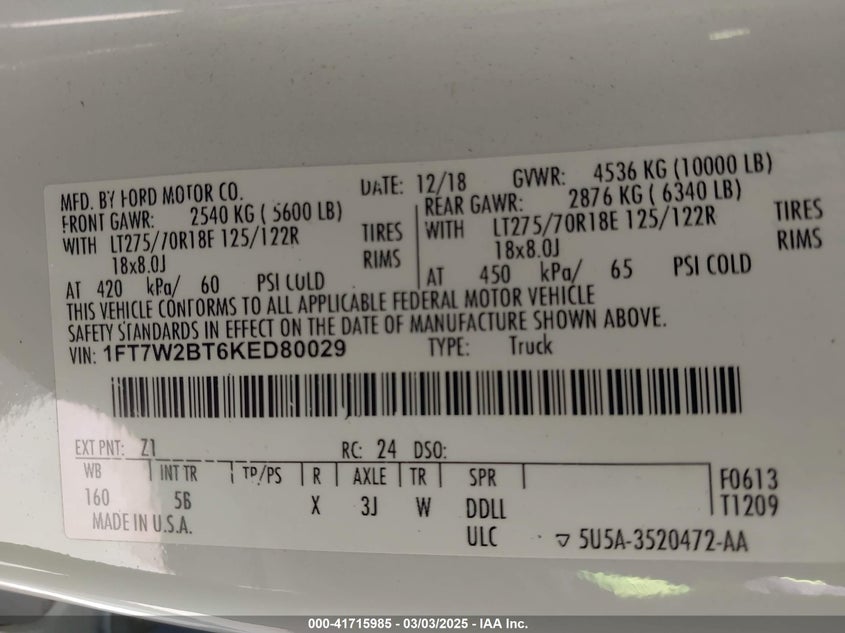 MFD. BY FORD MOTOR CO.
DATE: 12/18 GVWR: 4536 KG (10000 LB)
FRONT GAWR: 2540 KG ( 5600 LB)
WITH LT275/70R18E 125/122R TIRES
18x8.0J RIMS
AT 420 kPa/ 60 PSI COLD
REAR GAWR: 2876 KG ( 6340 LB)
WITH LT275/70R18E 125/122R TIRES
18x8.0J RIMS
AT 450 kPa/ 65 PSI COLD
THIS VEHICLE CONFORMS TO ALL APPLICABLE FEDERAL MOTOR VEHICLE
SAFETY STANDARDS IN EFFECT ON THE DATE OF MANUFACTURE SHOWN ABOVE.
VIN: 1FT7W2BT6KED80029 TYPE: Truck
EXT PNT: Z1 RC: 24 DSO:
WB INT TR TP/PS R AXLE TR SPR F0613
160 5B X 3J W DDLL T1209
MADE IN U.S.A. ULC ▽ 5U5A-3520472-AA
000-41715985 - 03/03/2025 - IAA Inc.